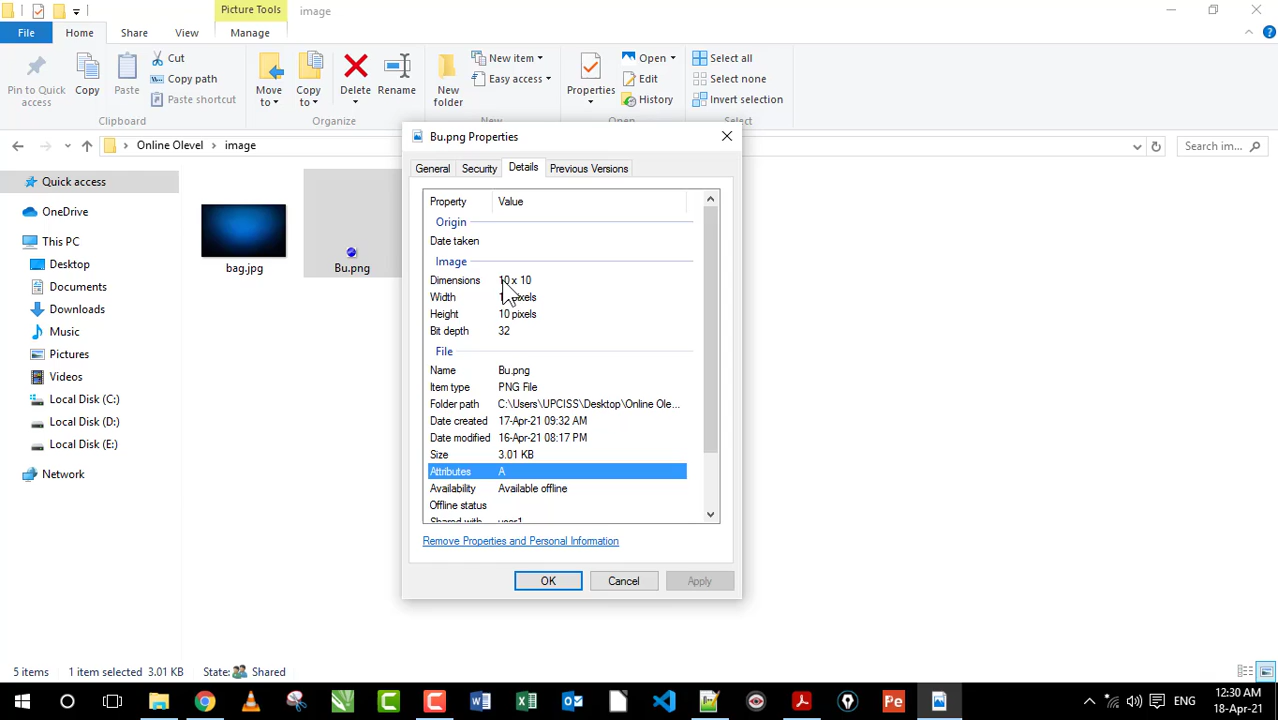 Picture Tools
image
File
Home
Share
View
Manage
Pin to Quick access
Copy
Paste
Cut
Copy path
Paste shortcut
Clipboard
Move to
Copy to
Delete
Rename
Organize
New folder
New item
Easy access
New
Properties
Open
Edit
History
Open
Select all
Select none
Invert selection
Select
Online Olevel
image
Search im...
Quick access
OneDrive
This PC
Desktop
Documents
Downloads
Music
Pictures
Videos
Local Disk (C:)
Local Disk (D:)
Local Disk (E:)
Network
bag.jpg
Bu.png
Bu.png Properties
General
Security
Details
Previous Versions
Property Value
Origin
Date taken
Image
Dimensions 10 x 10
Width pixels
Height 10 pixels
Bit depth 32
File
Name Bu.png
Item type PNG File
Folder path C:\Users\UPCISS\Desktop\Online Ole...
Date created 17-Apr-21 09:32 AM
Date modified 16-Apr-21 08:17 PM
Size 3.01 KB
Attributes A
Availability Available offline
Offline status
Shared with user1
Remove Properties and Personal Information
OK
Cancel
Apply
5 items 1 item selected 3.01 KB State: Shared
Pe
ENG
12:30 AM
18-Apr-21